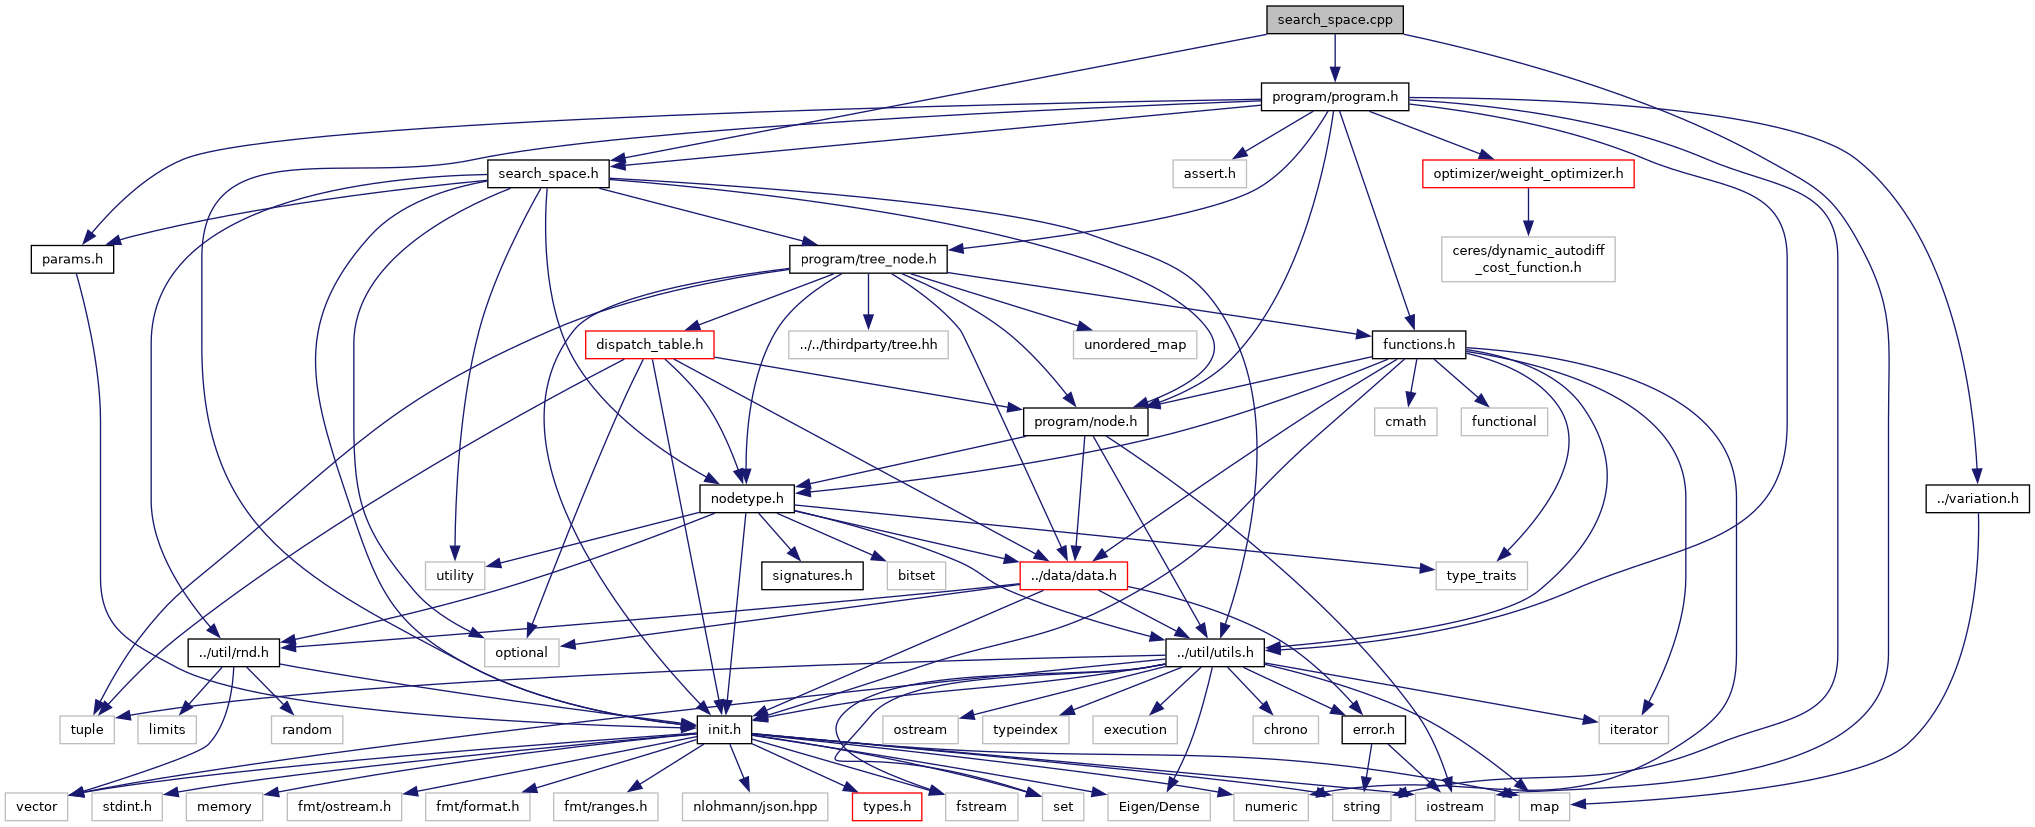 search_space.cpp
program/program.h
search_space.h
assert.h
optimizer/weight_optimizer.h
params.h
program/tree_node.h
ceres/dynamic_autodiff
_cost_function.h
dispatch_table.h
../../thirdparty/tree.hh
unordered_map
functions.h
program/node.h
cmath
functional
nodetype.h
../variation.h
utility
signatures.h
bitset
../data/data.h
type_traits
../util/rnd.h
optional
../util/utils.h
tuple
limits
random
init.h
ostream
typeindex
execution
chrono
error.h
iterator
vector
stdint.h
memory
fmt/ostream.h
fmt/format.h
fmt/ranges.h
nlohmann/json.hpp
types.h
fstream
set
Eigen/Dense
numeric
string
iostream
map